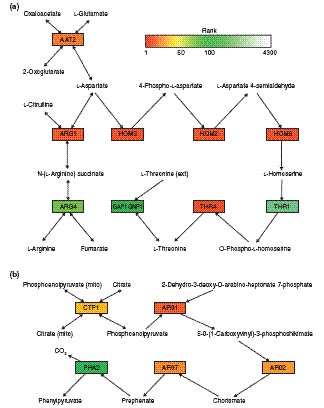 (a)
Oxaloacetate L-Glutamate
Rank
AAT2
1 50 100 4300
2-Oxoglutarate
L-Aspartate 4-Phospho-L-aspartate L-Aspartate 4-semialdehyde
L-Citrulline
ARG1 HOM3 HOM2 HOM6
N-(L-Arginino) succinate L-Threonine (ext) L-Homoserine
ARG4 GAP1 GNP1 THR4 THR1
L-Arginine Fumarate L-Threonine O-Phospho-L-homoserine
(b)
Phosphoenolpyruvate (mito) Citrate 2-Dehydro-3-deoxy-D-arabino-heptonate 7-phosphate
CTP1 ARO1
Citrate (mito) Phosphoenolpyruvate 5-O-(1-Carboxyvinyl)-3-phosphoshikimate
CO2
PHA2 ARO7 ARO2
Phenylpyruvate Prephenate Chorismate